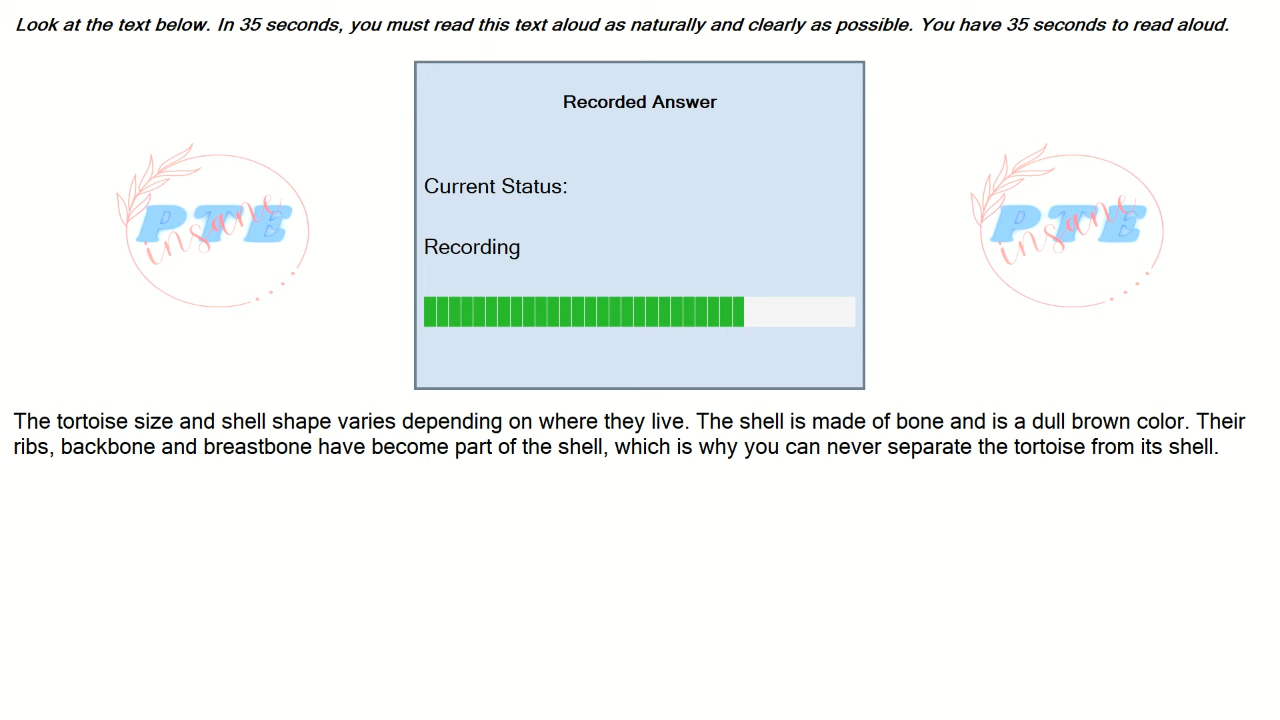 Look at the text below. In 35 seconds, you must read this text aloud as naturally and clearly as possible. You have 35 seconds to read aloud.
Recorded Answer
Current Status:
PTE
insane
PTE
insane
Recording
The tortoise size and shell shape varies depending on where they live. The shell is made of bone and is a dull brown color. Their
ribs, backbone and breastbone have become part of the shell, which is why you can never separate the tortoise from its shell.